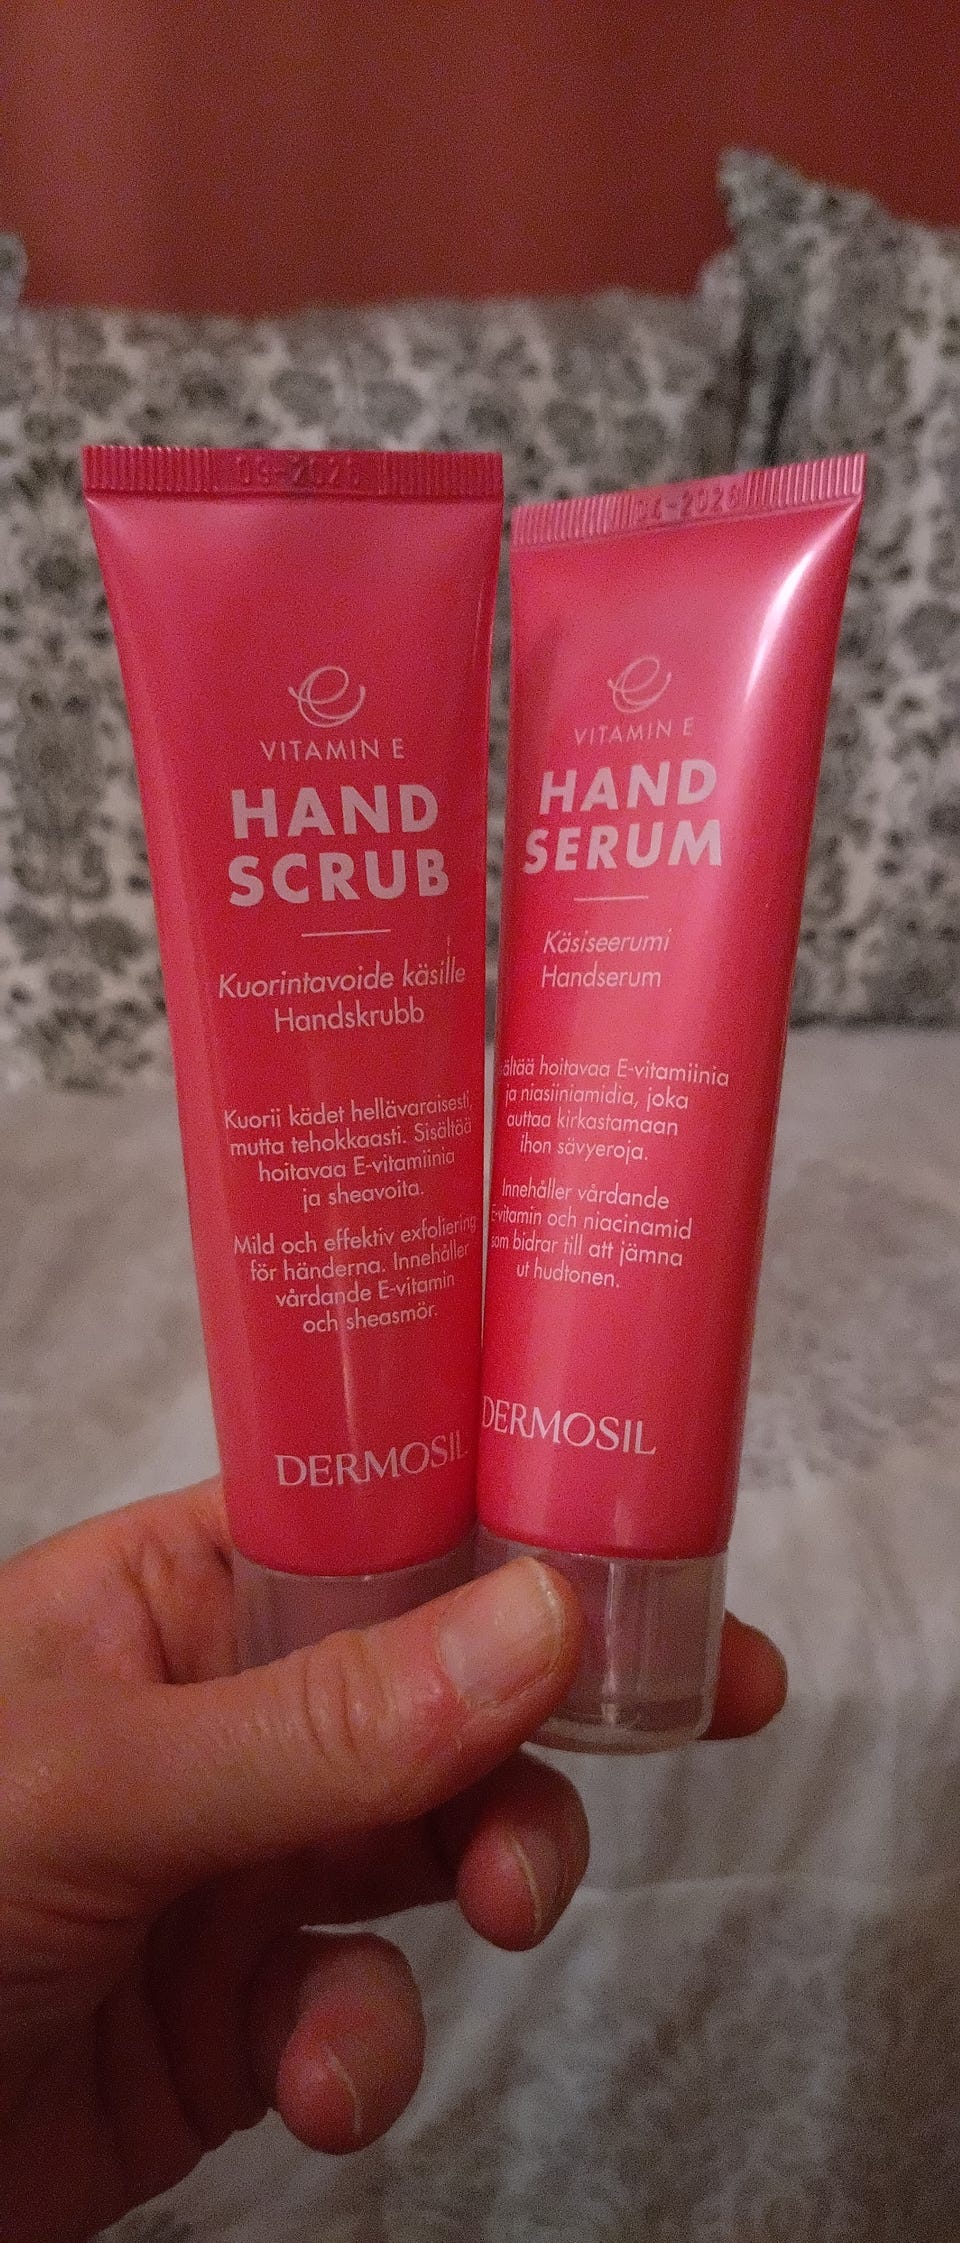 VITAMIN E
HAND
SCRUB
Kuorintavoide käsille
Handskrubb
Kuorii kädet hellävaraisesti,
mutta tehokkaasti. Sisältää
hoitavaa E-vitamiinia
ja sheavoita.
Mild och effektiv exfoliering
för händerna. Innehåller
vårdande E-vitamin
och sheasmör.
DERMOSIL
VITAMIN E
HAND
SERUM
Käsiseerumi
Handserum
hoitavaa E-vitamiinia
ja niasiiniamidia, joka
auttaa kirkastamaan
ihon sävyeroja.
Innehåller vårdande
E-vitamin och niacinamid
som bidrar till att jämna
ut hudtonen.
DERMOSIL